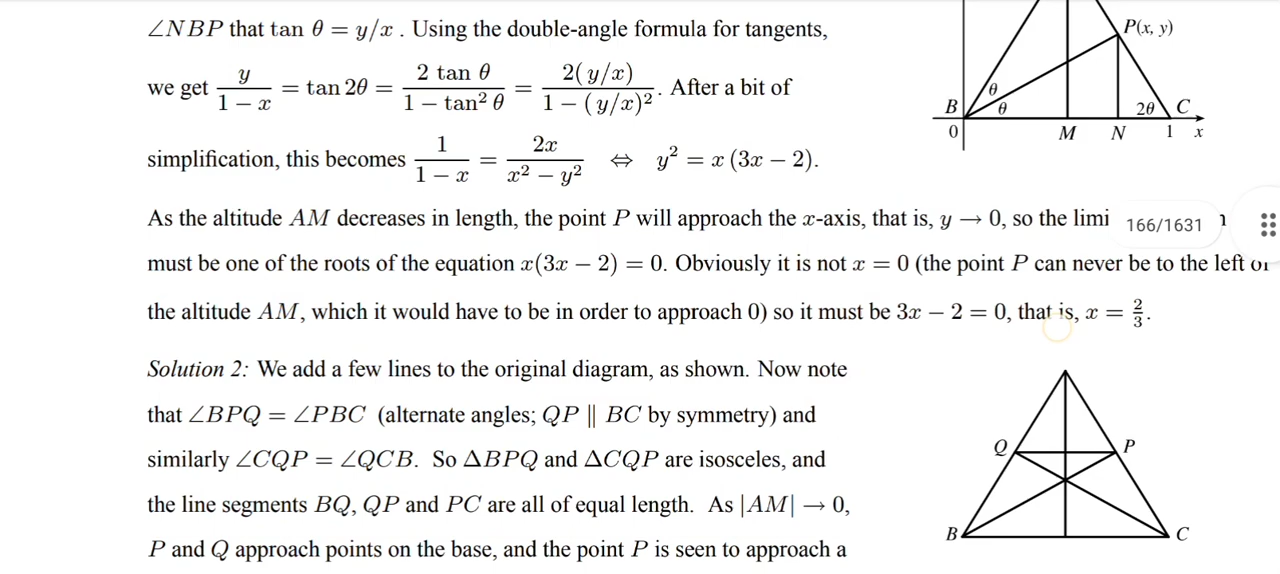 ∠NBP that tan θ = y/x . Using the double-angle formula for tangents,
we get y/(1 − x) = tan 2θ = 2 tan θ/(1 − tan² θ) = 2(y/x)/(1 − (y/x)²). After a bit of
simplification, this becomes 1/(1 − x) = 2x/(x² − y²) ⇔ y² = x (3x − 2).
As the altitude AM decreases in length, the point P will approach the x-axis, that is, y → 0, so the
must be one of the roots of the equation x(3x − 2) = 0. Obviously it is not x = 0 (the point P can never be to the left
the altitude AM, which it would have to be in order to approach 0) so it must be 3x − 2 = 0, that is, x = 2/3.
Solution 2: We add a few lines to the original diagram, as shown. Now note
that ∠BPQ = ∠PBC (alternate angles; QP ∥ BC by symmetry) and
similarly ∠CQP = ∠QCB. So ΔBPQ and ΔCQP are isosceles, and
the line segments BQ, QP and PC are all of equal length. As |AM| → 0,
P and Q approach points on the base, and the point P is seen to approach a
P(x, y)
θ
B θ 2θ C
0 M N 1 x
166/1631
Q P
B C